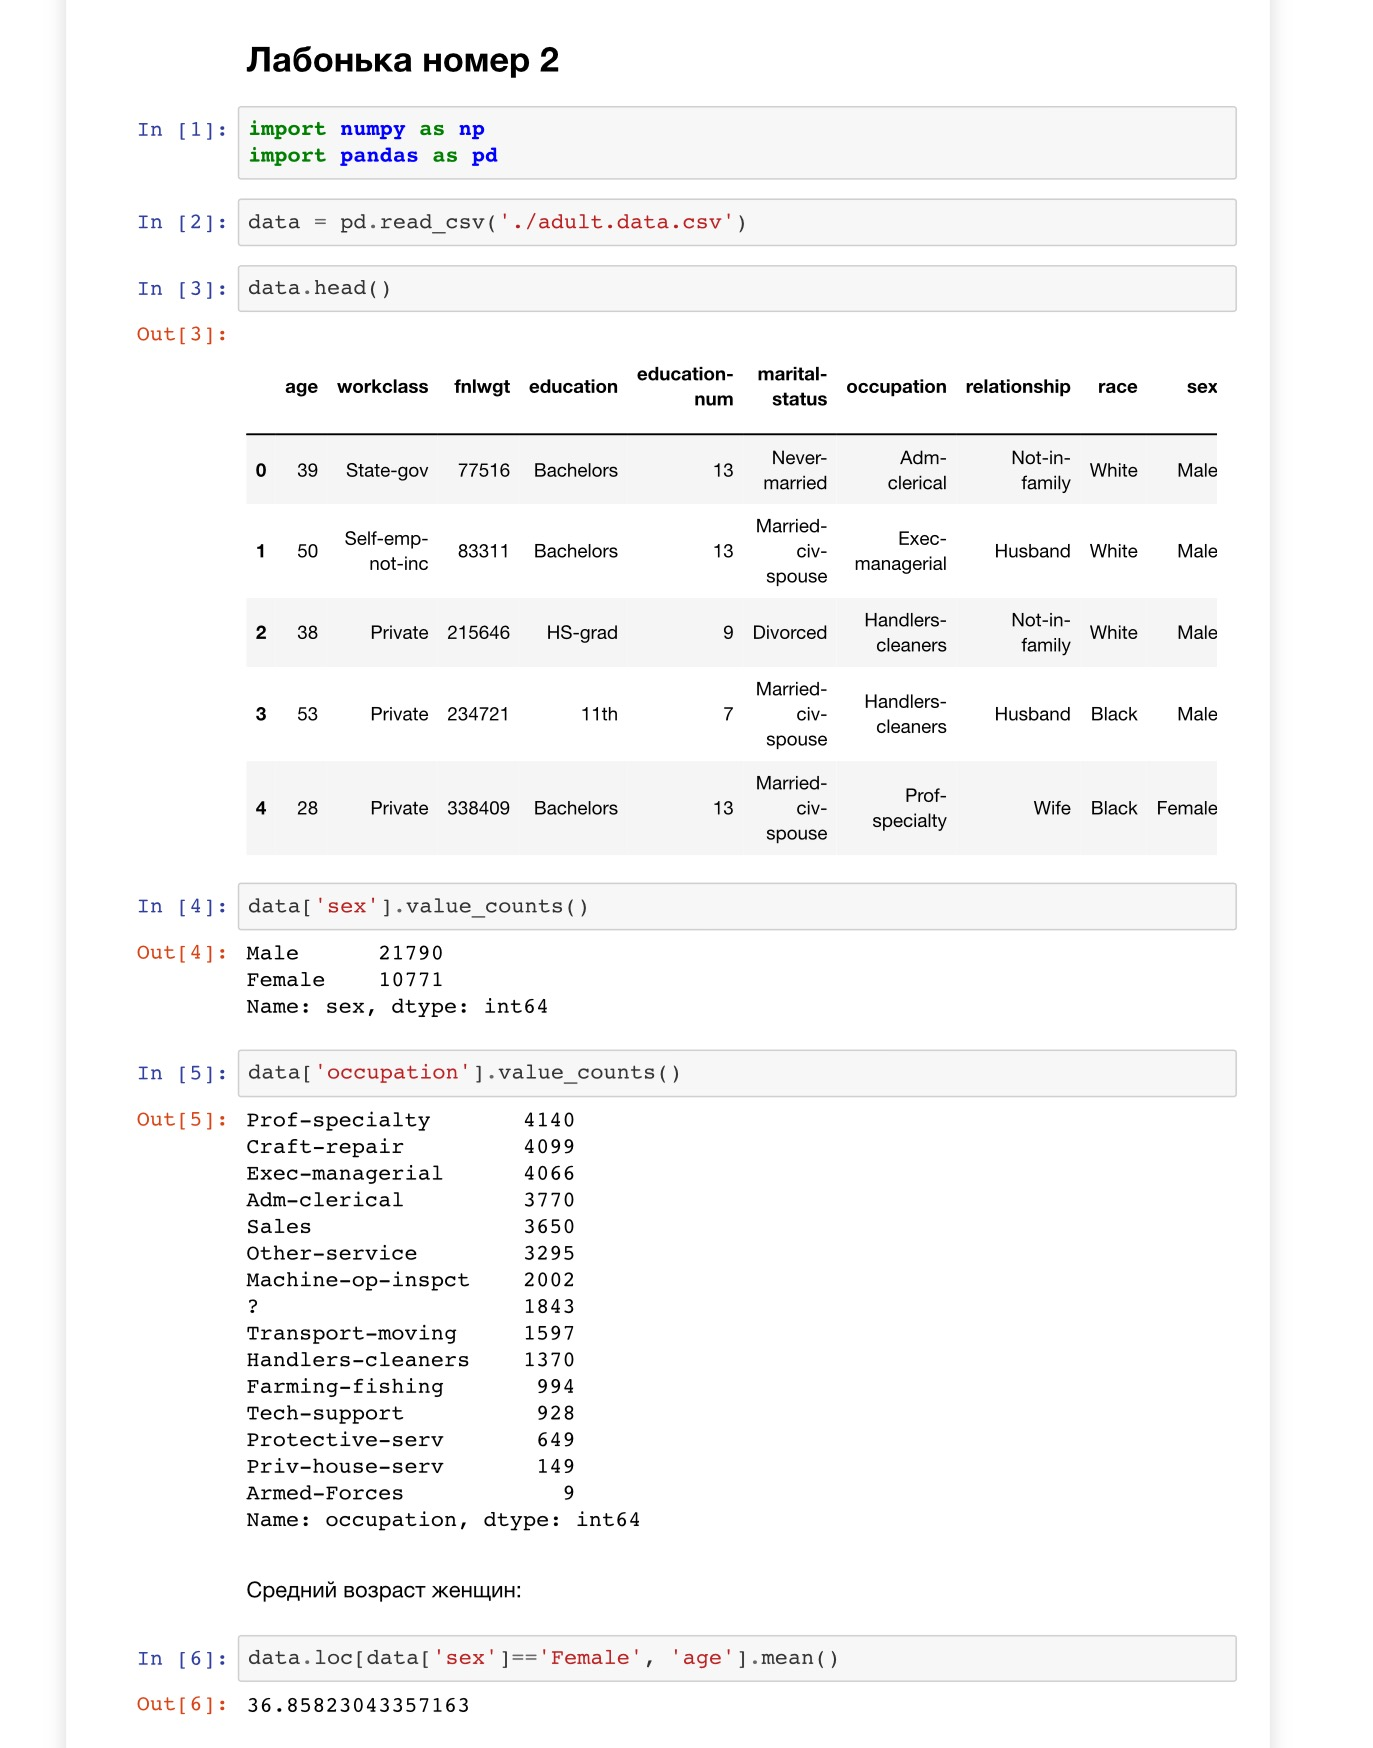 Лабонька номер 2
In [1]: import numpy as np
import pandas as pd
In [2]: data = pd.read_csv('./adult.data.csv')
In [3]: data.head()
Out[3]:
age workclass fnlwgt education education-num marital-status occupation relationship race sex
0 39 State-gov 77516 Bachelors 13 Never-married Adm-clerical Not-in-family White Male
1 50 Self-emp-not-inc 83311 Bachelors 13 Married-civ-spouse Exec-managerial Husband White Male
2 38 Private 215646 HS-grad 9 Divorced Handlers-cleaners Not-in-family White Male
3 53 Private 234721 11th 7 Married-civ-spouse Handlers-cleaners Husband Black Male
4 28 Private 338409 Bachelors 13 Married-civ-spouse Prof-specialty Wife Black Female
In [4]: data['sex'].value_counts()
Out[4]: Male 21790
Female 10771
Name: sex, dtype: int64
In [5]: data['occupation'].value_counts()
Out[5]: Prof-specialty 4140
Craft-repair 4099
Exec-managerial 4066
Adm-clerical 3770
Sales 3650
Other-service 3295
Machine-op-inspct 2002
? 1843
Transport-moving 1597
Handlers-cleaners 1370
Farming-fishing 994
Tech-support 928
Protective-serv 649
Priv-house-serv 149
Armed-Forces 9
Name: occupation, dtype: int64
Средний возраст женщин:
In [6]: data.loc[data['sex']=='Female', 'age'].mean()
Out[6]: 36.85823043357163